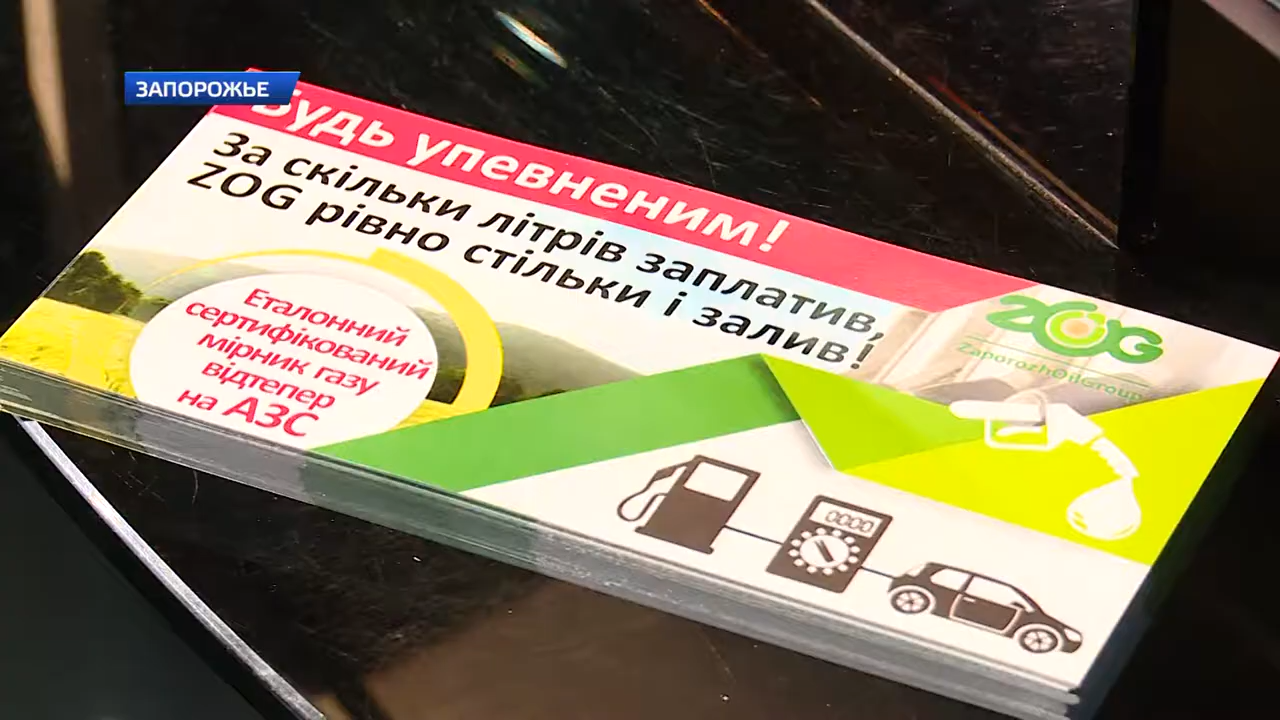 ЗАПОРОЖЬЕ
Будь упевненим!
За скільки літрів заплатив,
ZOG рівно стільки і залив!
Еталонний
сертифікований
мірник газу
відтепер
на АЗС
ZOG
ZaporozhOilGroup
0000